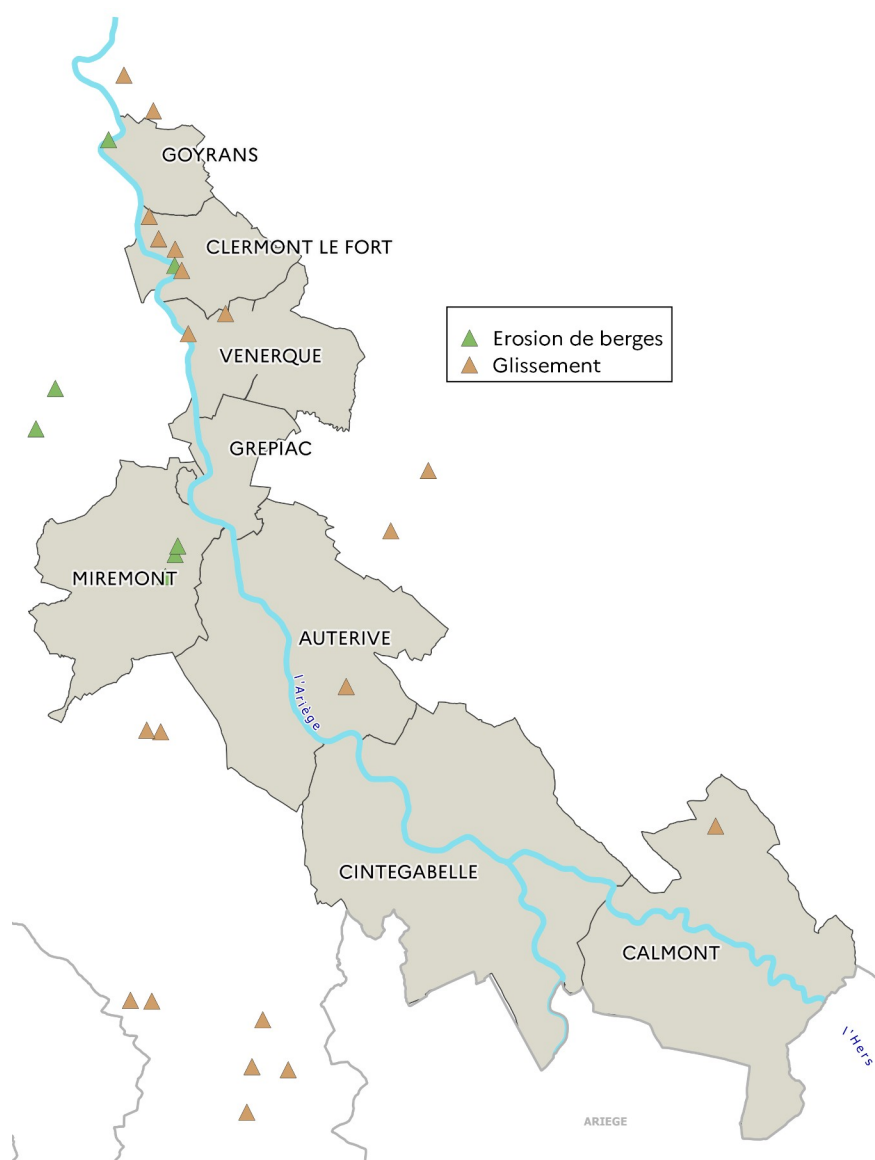 GOYRANS
CLERMONT LE FORT
Erosion de berges
Glissement
VENERQUE
GREPIAC
MIREMONT
AUTERIVE
l'Ariège
CINTEGABELLE
CALMONT
l'Hers
ARIEGE